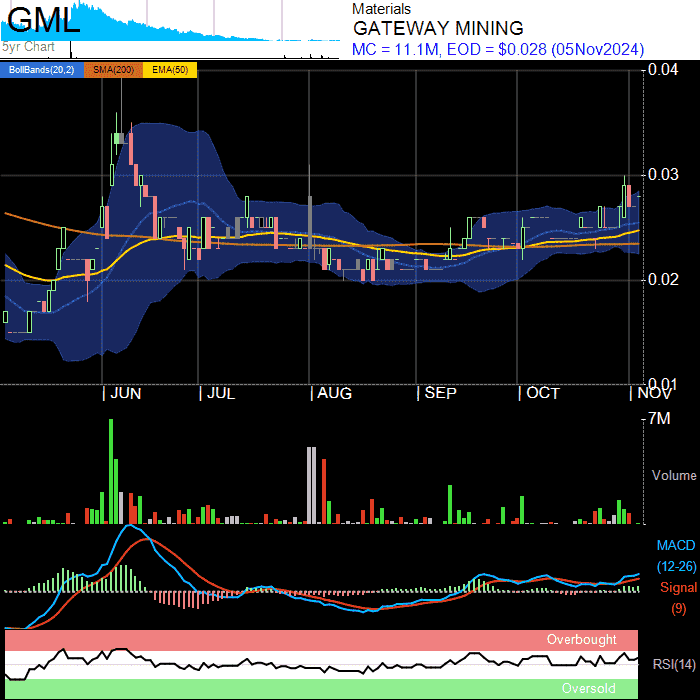 GML
5yr Chart
Materials
GATEWAY MINING
MC = 11.1M, EOD = $0.028 (05Nov2024)
BollBands(20,2) SMA(200) EMA(50)
0.04
0.03
0.02
0.01
| JUN | JUL | AUG | SEP | OCT | NOV
7M
Volume
MACD
(12-26)
Signal
(9)
Overbought
RSI(14)
Oversold